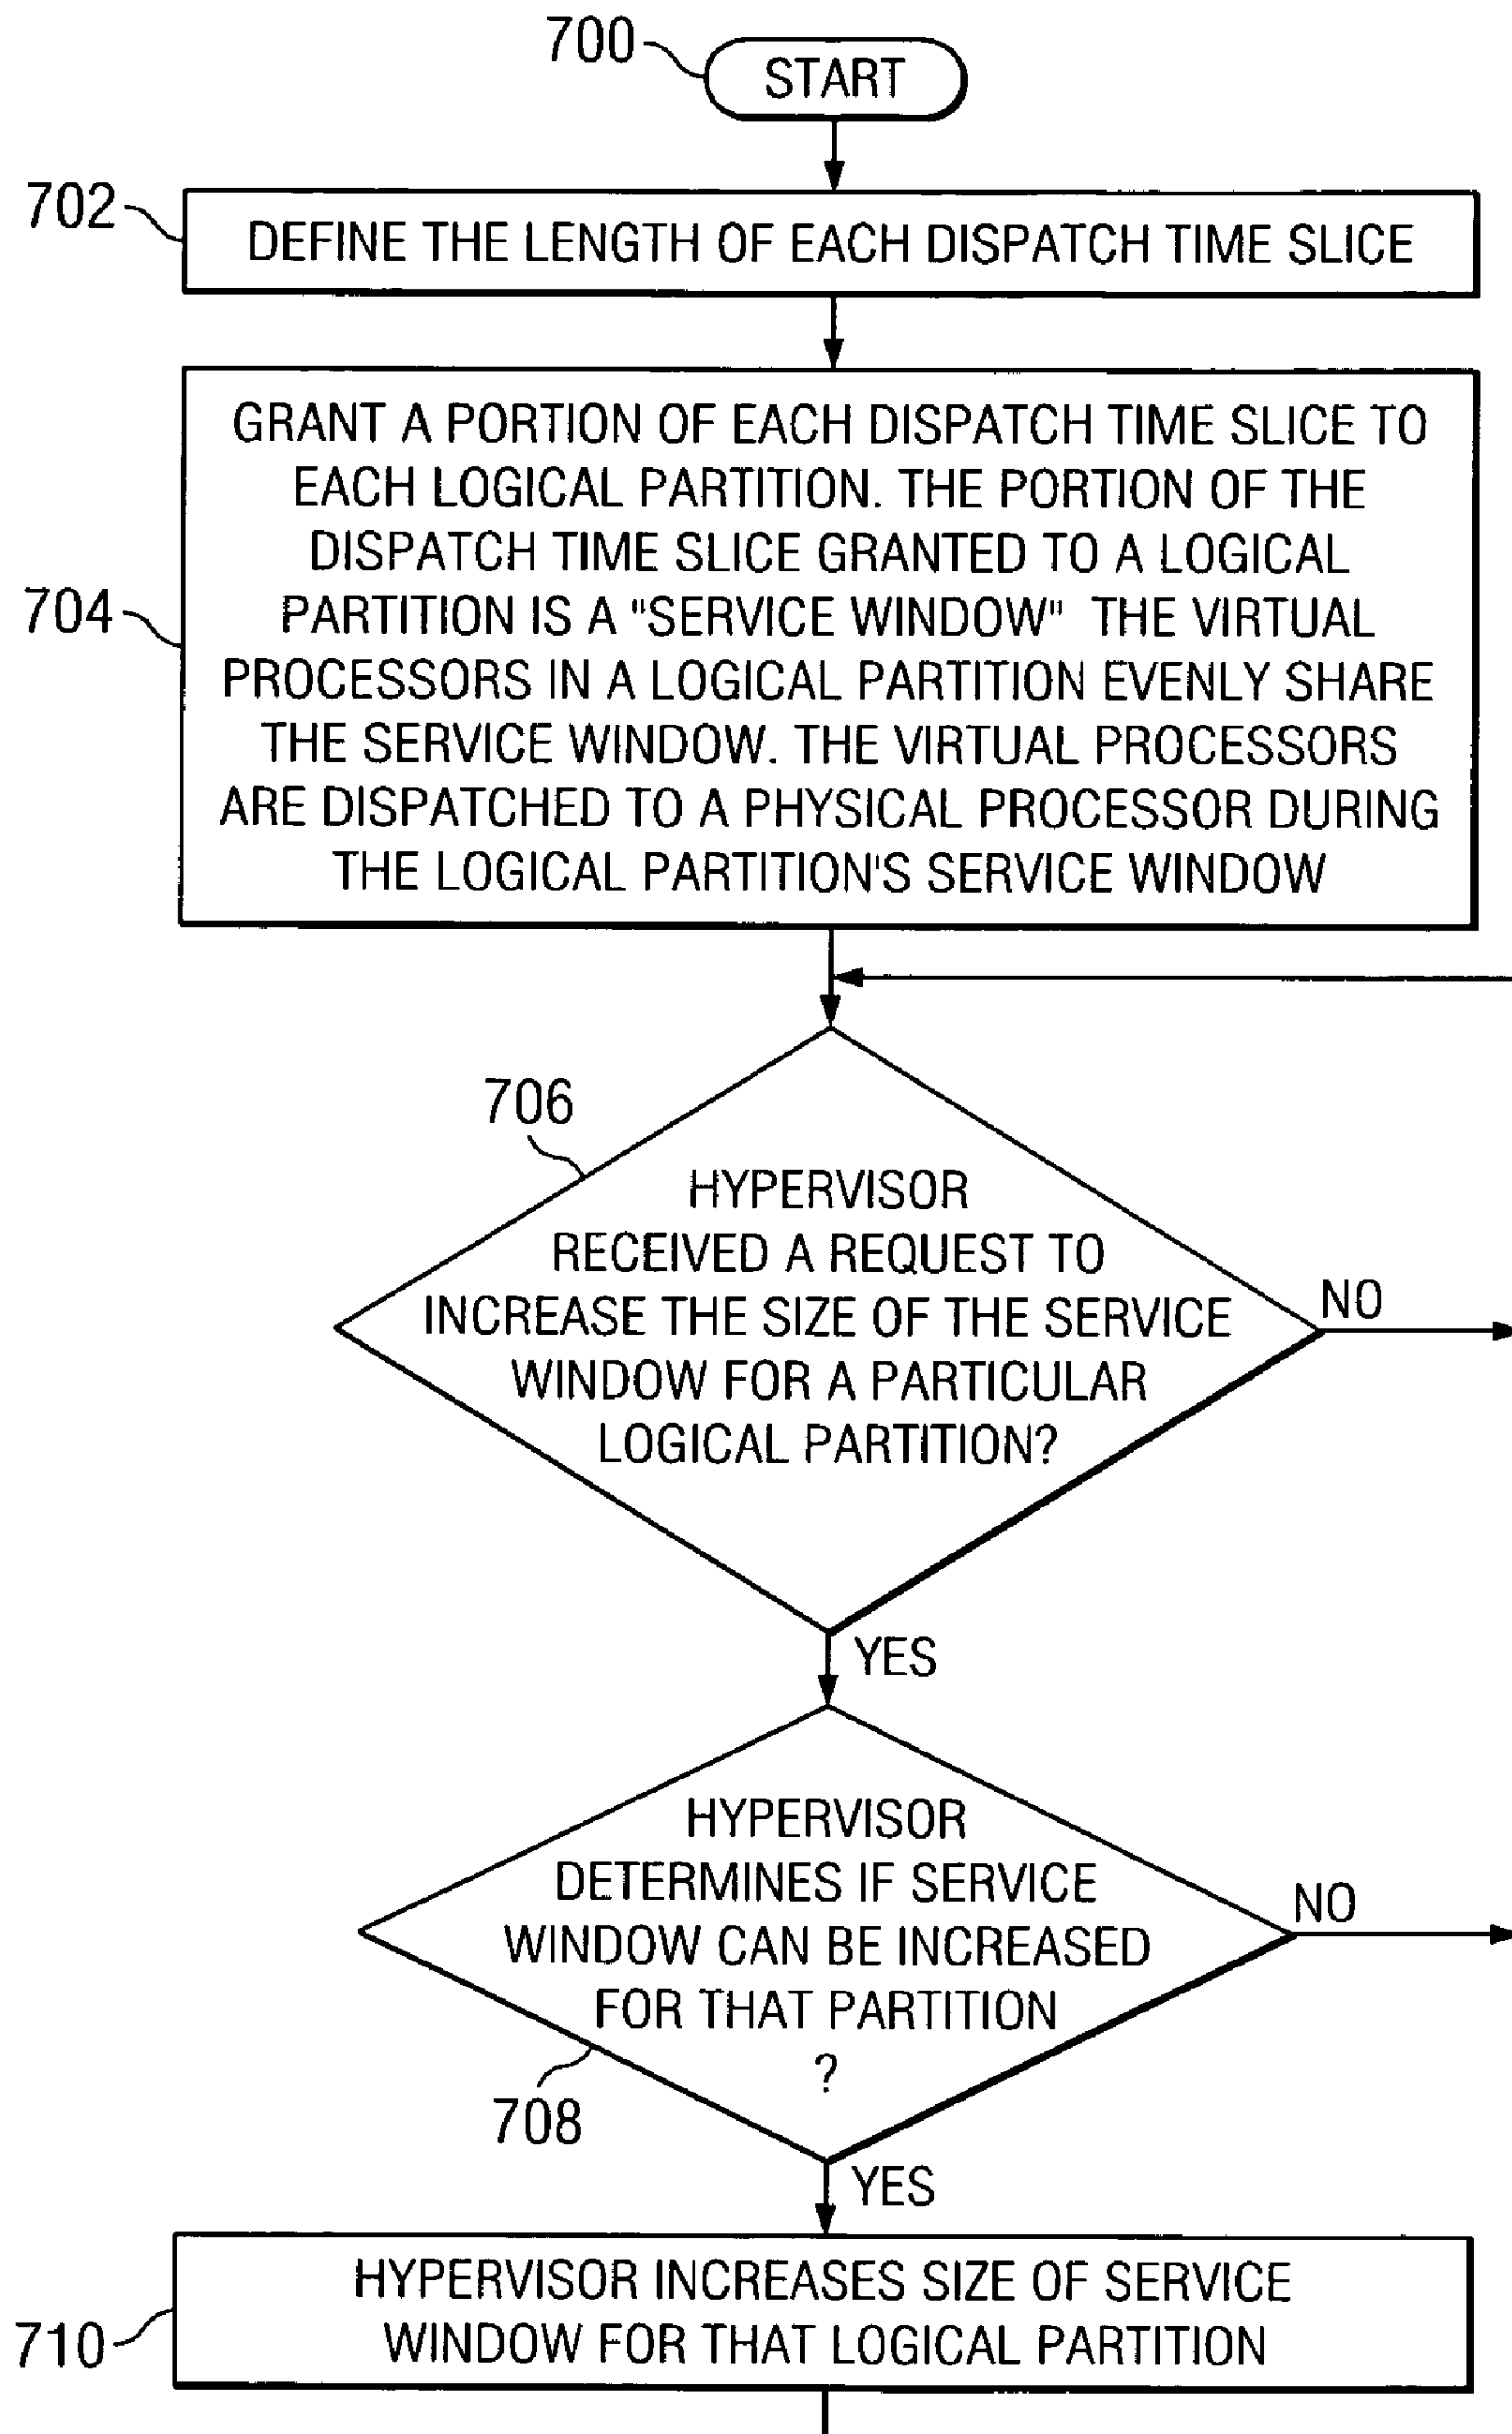 700
START
702
DEFINE THE LENGTH OF EACH DISPATCH TIME SLICE
704
GRANT A PORTION OF EACH DISPATCH TIME SLICE TO
EACH LOGICAL PARTITION. THE PORTION OF THE
DISPATCH TIME SLICE GRANTED TO A LOGICAL
PARTITION IS A "SERVICE WINDOW" THE VIRTUAL
PROCESSORS IN A LOGICAL PARTITION EVENLY SHARE
THE SERVICE WINDOW. THE VIRTUAL PROCESSORS
ARE DISPATCHED TO A PHYSICAL PROCESSOR DURING
THE LOGICAL PARTITION'S SERVICE WINDOW
706
HYPERVISOR
RECEIVED A REQUEST TO
INCREASE THE SIZE OF THE SERVICE
WINDOW FOR A PARTICULAR
LOGICAL PARTITION?
NO
YES
HYPERVISOR
DETERMINES IF SERVICE
WINDOW CAN BE INCREASED
FOR THAT PARTITION
?
NO
708
YES
710
HYPERVISOR INCREASES SIZE OF SERVICE
WINDOW FOR THAT LOGICAL PARTITION